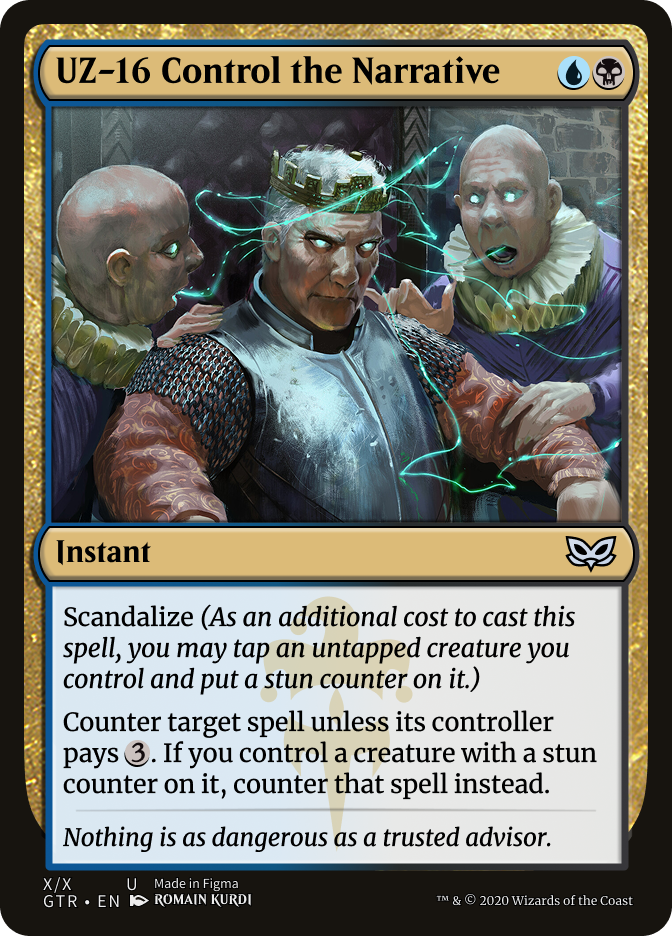 UZ-16 Control the Narrative
Instant
Scandalize (As an additional cost to cast this
spell, you may tap an untapped creature you
control and put a stun counter on it.)
Counter target spell unless its controller
pays 3. If you control a creature with a stun
counter on it, counter that spell instead.
Nothing is as dangerous as a trusted advisor.
X/X U Made in Figma
GTR • EN ROMAIN KURDI ™ & © 2020 Wizards of the Coast